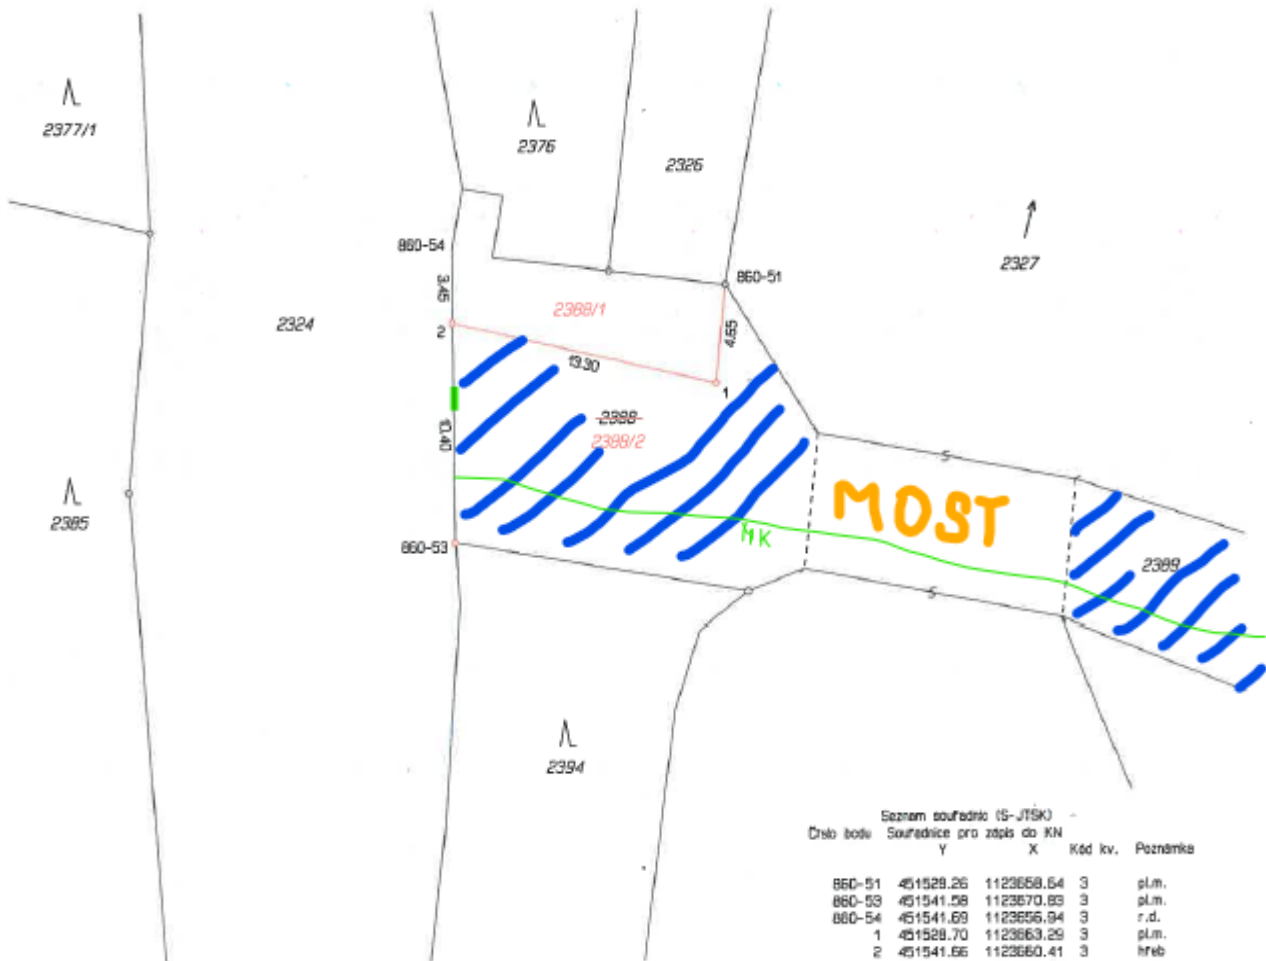 2377/1
2376
2326
2327
860-54
860-51
3.45
2388/1
2324
2
4.65
13.30
1
2388
2388/2
10.40
2385
MOST
MK
860-53
2389
2394
Seznam souřadnic (S-JTSK)
Číslo bodu Souřadnice pro zápis do KN
Y X Kód kv. Poznámka
860-51 451529.26 1123658.64 3 pl.m.
860-53 451541.58 1123670.83 3 pl.m.
860-54 451541.69 1123656.94 3 r.d.
1 451528.70 1123663.29 3 pl.m.
2 451541.66 1123660.41 3 hřeb